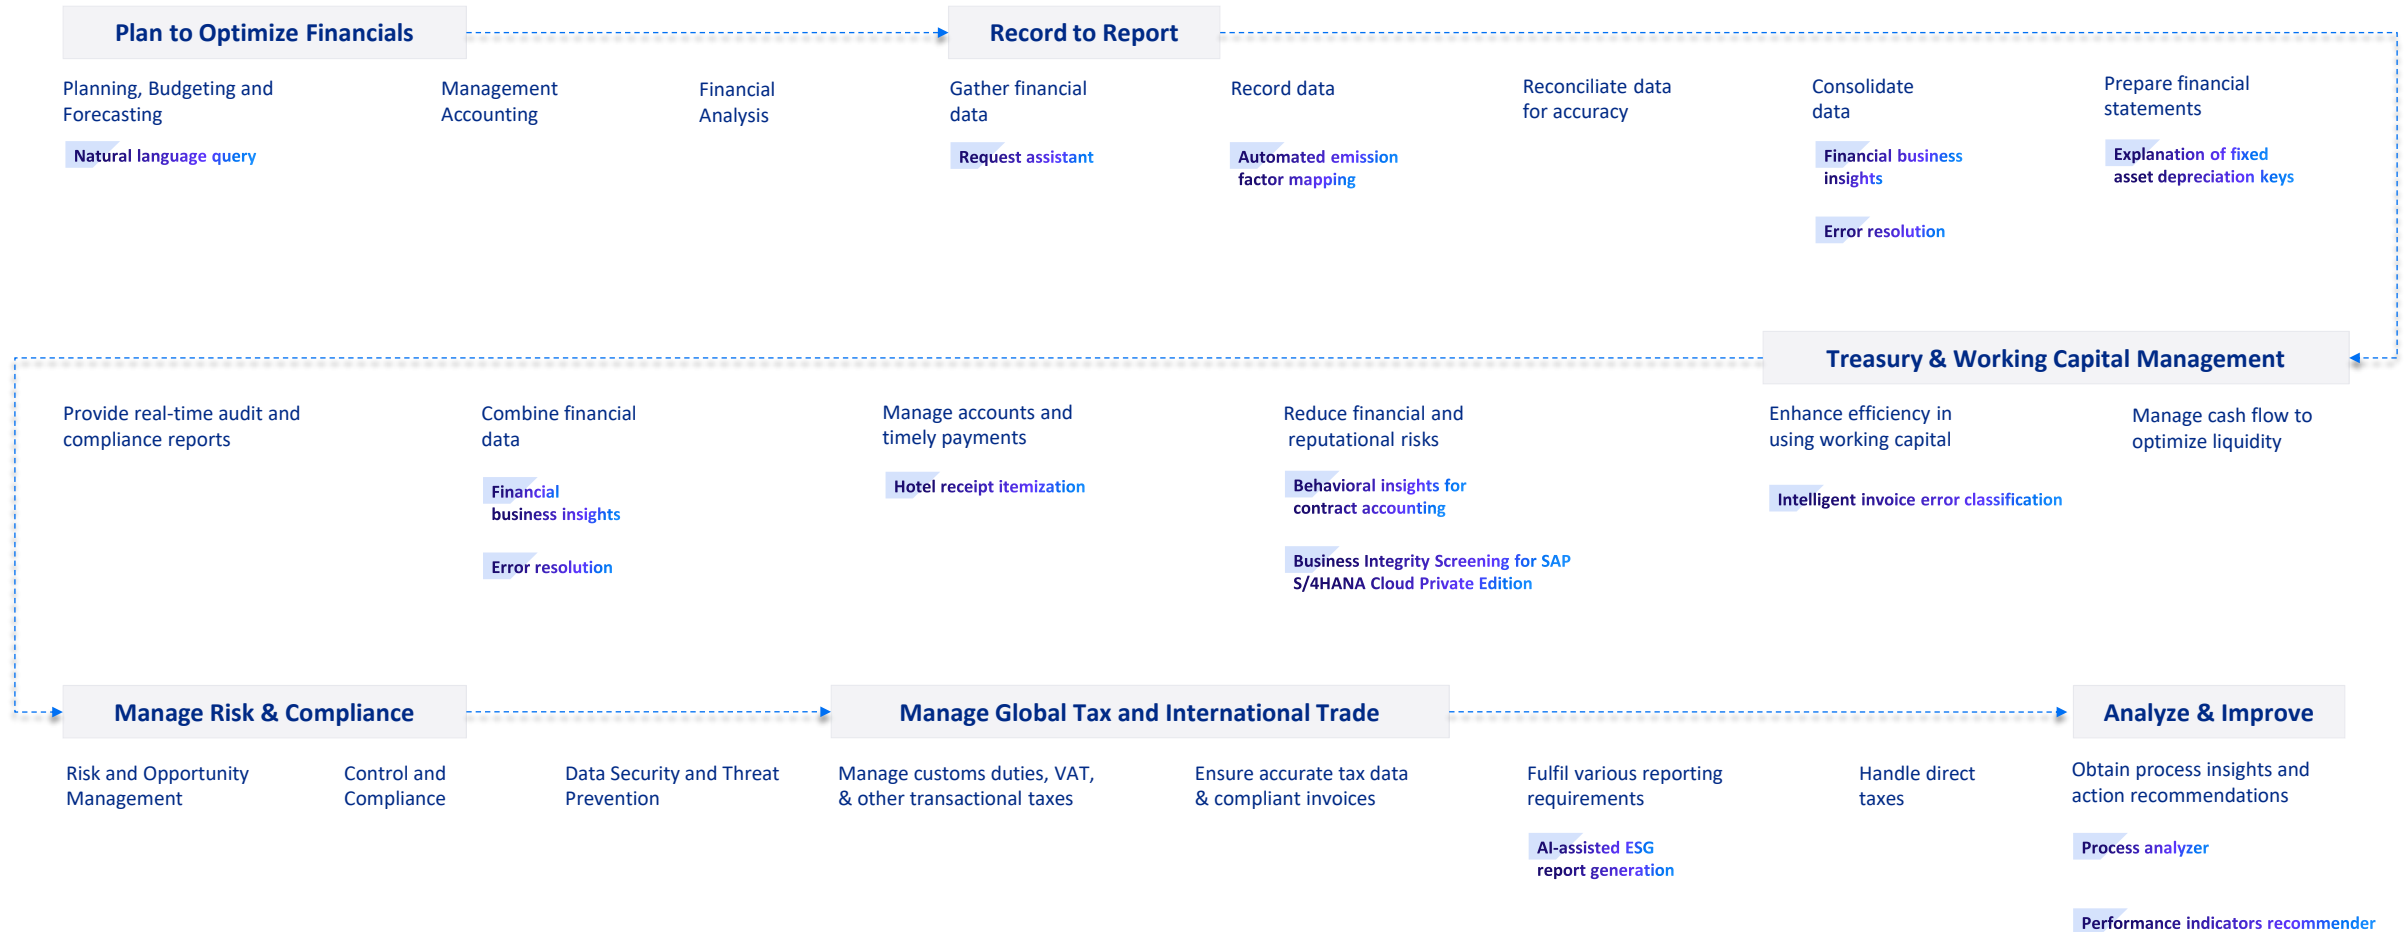 Plan to Optimize Financials
Record to Report
Planning, Budgeting and
Forecasting
Natural language query
Management
Accounting
Financial
Analysis
Gather financial
data
Request assistant
Record data
Automated emission
factor mapping
Reconciliate data
for accuracy
Consolidate
data
Financial business
insights
Error resolution
Prepare financial
statements
Explanation of fixed
asset depreciation keys
Treasury & Working Capital Management
Provide real-time audit and
compliance reports
Combine financial
data
Financial
business insights
Error resolution
Manage accounts and
timely payments
Hotel receipt itemization
Reduce financial and
reputational risks
Behavioral insights for
contract accounting
Business Integrity Screening for SAP
S/4HANA Cloud Private Edition
Enhance efficiency in
using working capital
Intelligent invoice error classification
Manage cash flow to
optimize liquidity
Manage Risk & Compliance
Manage Global Tax and International Trade
Analyze & Improve
Risk and Opportunity
Management
Control and
Compliance
Data Security and Threat
Prevention
Manage customs duties, VAT,
& other transactional taxes
Ensure accurate tax data
& compliant invoices
Fulfil various reporting
requirements
AI-assisted ESG
report generation
Handle direct
taxes
Obtain process insights and
action recommendations
Process analyzer
Performance indicators recommender